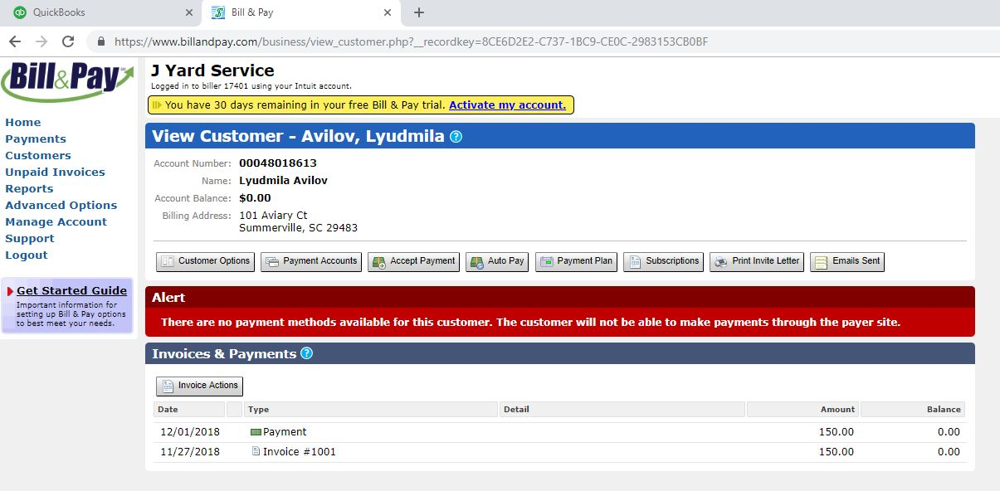 QuickBooks
Bill & Pay
https://www.billandpay.com/business/view_customer.php?__recordkey=8CE6D2E2-C737-1BC9-CE0C-2983153CB0BF
Bill&Pay
J Yard Service
Logged in to biller 17401 using your Intuit account.
You have 30 days remaining in your free Bill & Pay trial. Activate my account.
Home
Payments
Customers
Unpaid Invoices
Reports
Advanced Options
Manage Account
Support
Logout
Get Started Guide
Important information for
setting up Bill & Pay options
to best meet your needs.
View Customer - Avilov, Lyudmila ?
Account Number: 00048018613
Name: Lyudmila Avilov
Account Balance: $0.00
Billing Address: 101 Aviary Ct
Summerville, SC 29483
Customer Options Payment Accounts Accept Payment Auto Pay Payment Plan Subscriptions Print Invite Letter Emails Sent
Alert
There are no payment methods available for this customer. The customer will not be able to make payments through the payer site.
Invoices & Payments ?
Invoice Actions
Date Type Detail Amount Balance
12/01/2018 Payment 150.00 0.00
11/27/2018 Invoice #1001 150.00 0.00